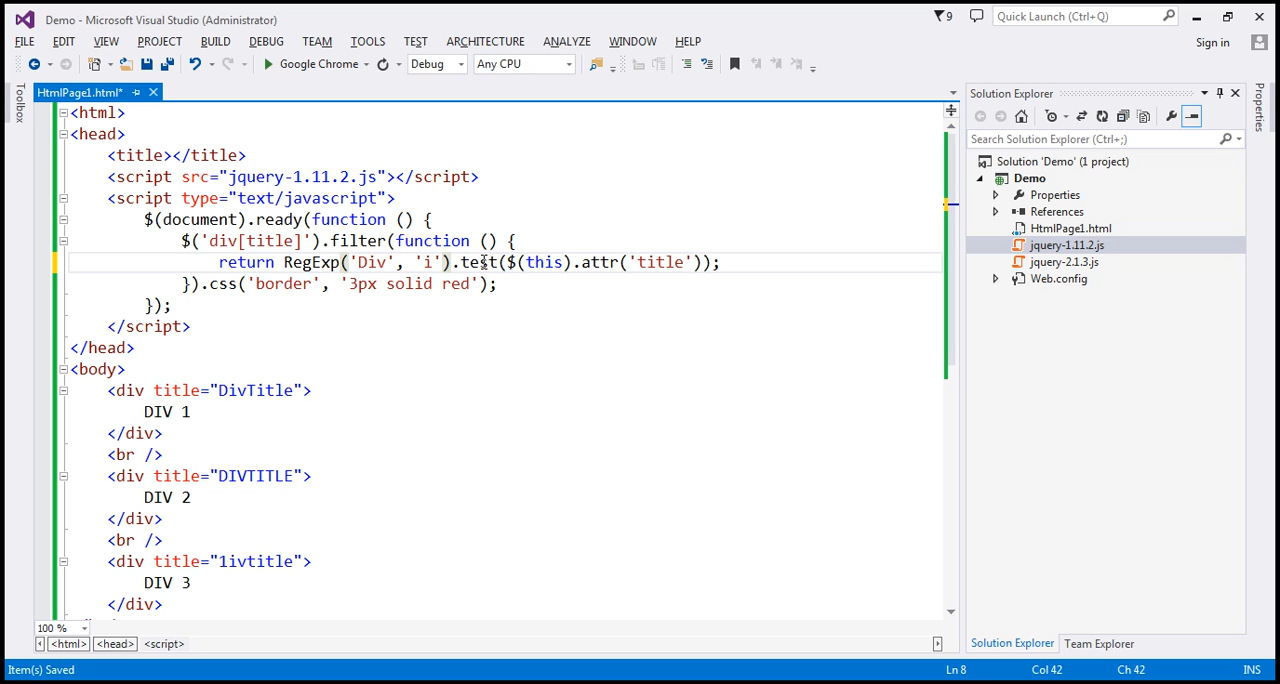 Demo - Microsoft Visual Studio (Administrator)
9
Quick Launch (Ctrl+Q)
FILE EDIT VIEW PROJECT BUILD DEBUG TEAM TOOLS TEST ARCHITECTURE ANALYZE WINDOW HELP
Sign in
Google Chrome Debug Any CPU
Toolbox
HtmlPage1.html*
<html>
<head>
<title></title>
<script src="jquery-1.11.2.js"></script>
<script type="text/javascript">
$(document).ready(function () {
$('div[title]').filter(function () {
return RegExp('Div', 'i').test($(this).attr('title'));
}).css('border', '3px solid red');
});
</script>
</head>
<body>
<div title="DivTitle">
DIV 1
</div>
<br />
<div title="DIVTITLE">
DIV 2
</div>
<br />
<div title="1ivtitle">
DIV 3
</div>
100 %
<html> <head> <script>
Solution Explorer
Search Solution Explorer (Ctrl+;)
Solution 'Demo' (1 project)
Demo
Properties
References
HtmlPage1.html
jquery-1.11.2.js
jquery-2.1.3.js
Web.config
Solution Explorer Team Explorer
Properties
Item(s) Saved
Ln 8 Col 42 Ch 42 INS